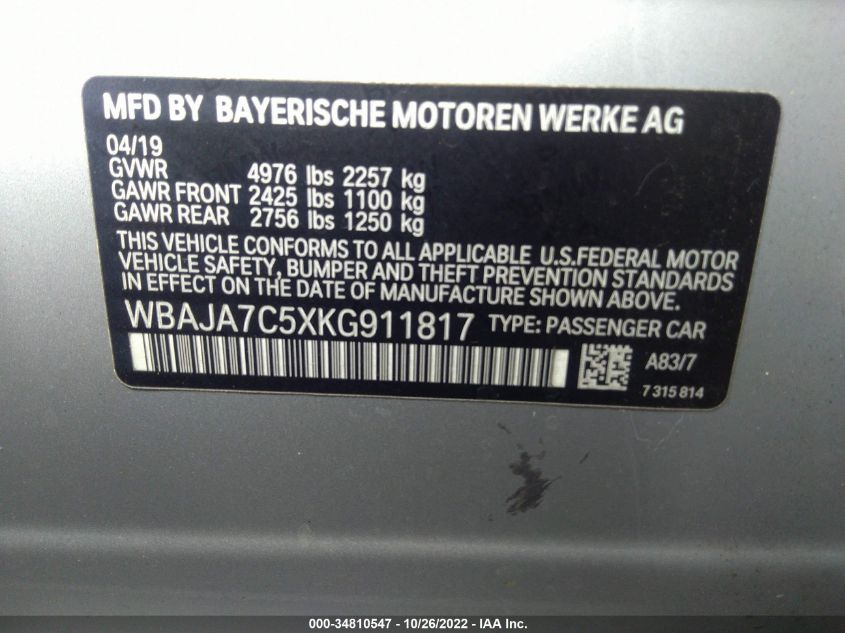 MFD BY BAYERISCHE MOTOREN WERKE AG
04/19
GVWR 4976 lbs 2257 kg
GAWR FRONT 2425 lbs 1100 kg
GAWR REAR 2756 lbs 1250 kg
THIS VEHICLE CONFORMS TO ALL APPLICABLE U.S.FEDERAL MOTOR
VEHICLE SAFETY, BUMPER AND THEFT PREVENTION STANDARDS
IN EFFECT ON THE DATE OF MANUFACTURE SHOWN ABOVE.
WBAJA7C5XKG911817 TYPE: PASSENGER CAR
A83/7
7 315 814
000-34810547 - 10/26/2022 - IAA Inc.